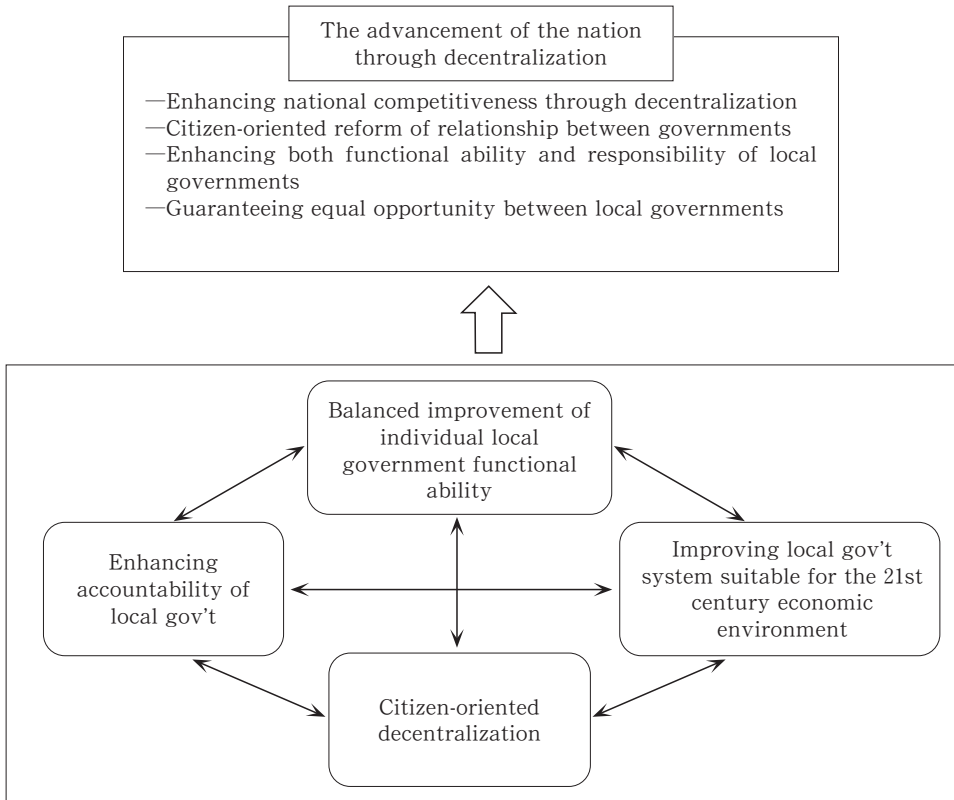 The advancement of the nation
through decentralization
—Enhancing national competitiveness through decentralization
—Citizen-oriented reform of relationship between governments
—Enhancing both functional ability and responsibility of local
governments
—Guaranteeing equal opportunity between local governments
Balanced improvement of
individual local
government functional
ability
Enhancing
accountability of
local gov't
Improving local gov't
system suitable for the 21st
century economic
environment
Citizen-oriented
decentralization